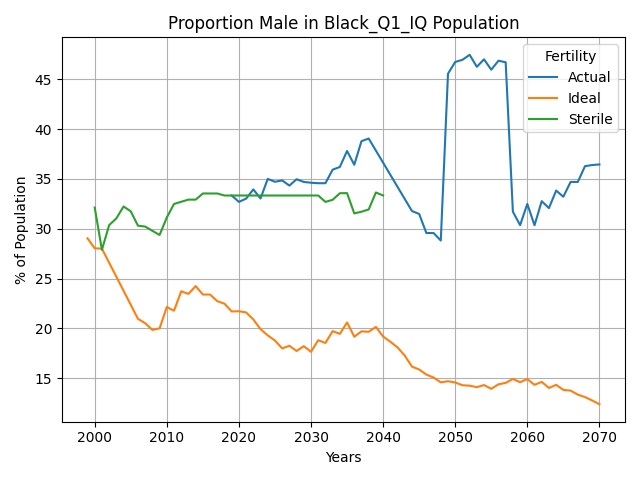 Proportion Male in Black_Q1_IQ Population
Fertility
Actual
Ideal
Sterile
% of Population
45
40
35
30
25
20
15
2000 2010 2020 2030 2040 2050 2060 2070
Years